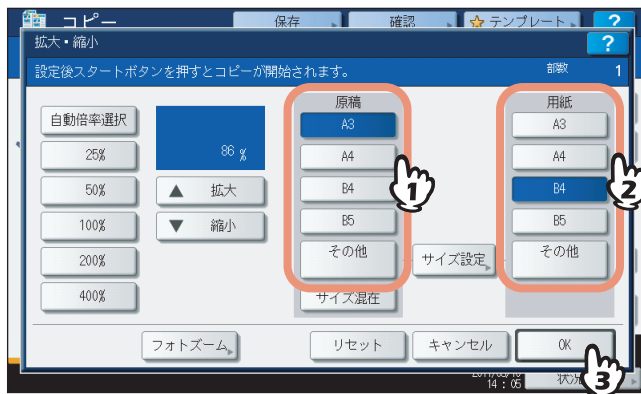 コピー
保存
確認
テンプレート
?
拡大・縮小
?
設定後スタートボタンを押すとコピーが開始されます。
部数
1
原稿
用紙
自動倍率選択
25%
50%
100%
200%
400%
86 %
▲ 拡大
▼ 縮小
A3
A4
B4
B5
その他
サイズ混在
サイズ設定
A3
A4
B4
B5
その他
1
2
フォトズーム
リセット
キャンセル
OK
3
14 : 05
状況